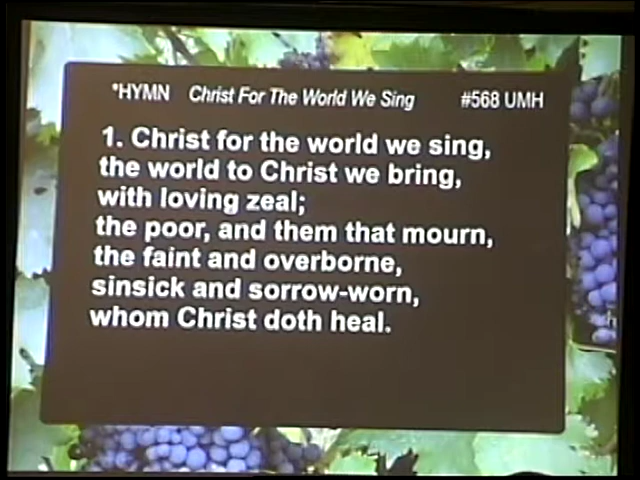 *HYMN Christ For The World We Sing #568 UMH
1. Christ for the world we sing,
the world to Christ we bring,
with loving zeal;
the poor, and them that mourn,
the faint and overborne,
sinsick and sorrow-worn,
whom Christ doth heal.